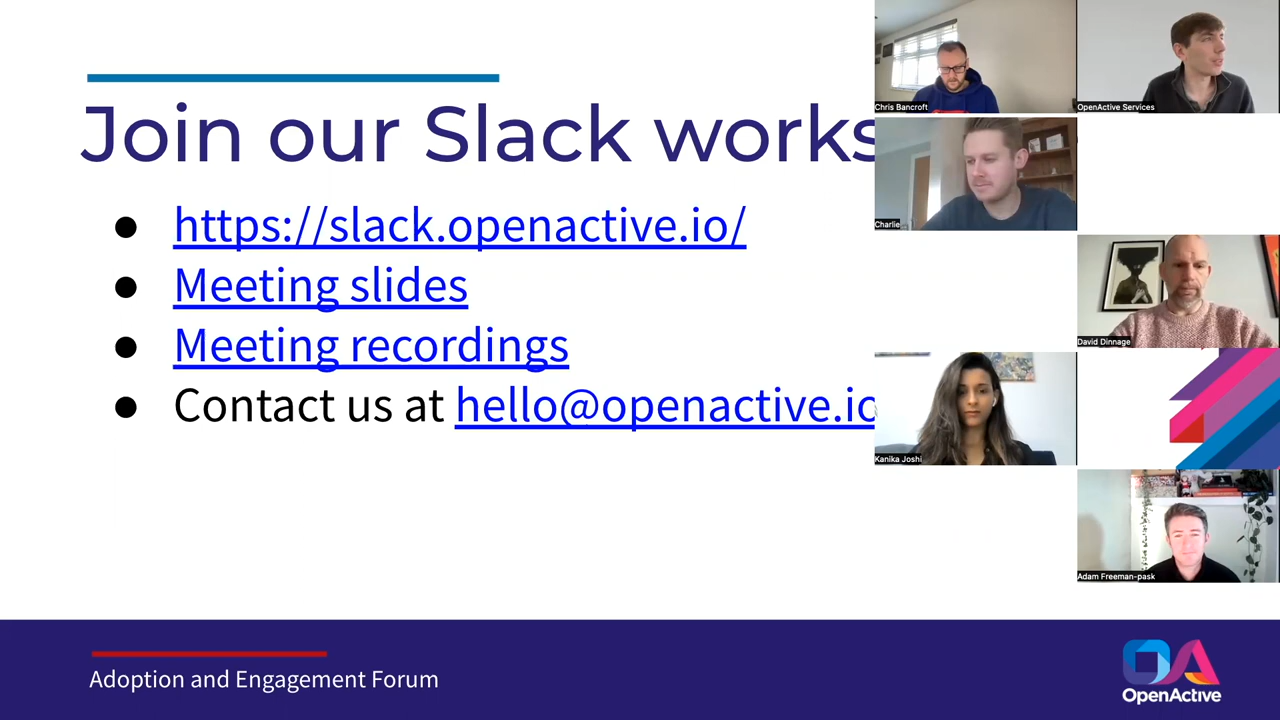 Join our Slack works
https://slack.openactive.io/
Meeting slides
Meeting recordings
Contact us at hello@openactive.io
Chris Bancroft
OpenActive Services
Charlie
David Dinnage
Kanika Joshi
Adam Freeman-pask
Adoption and Engagement Forum
OA
OpenActive